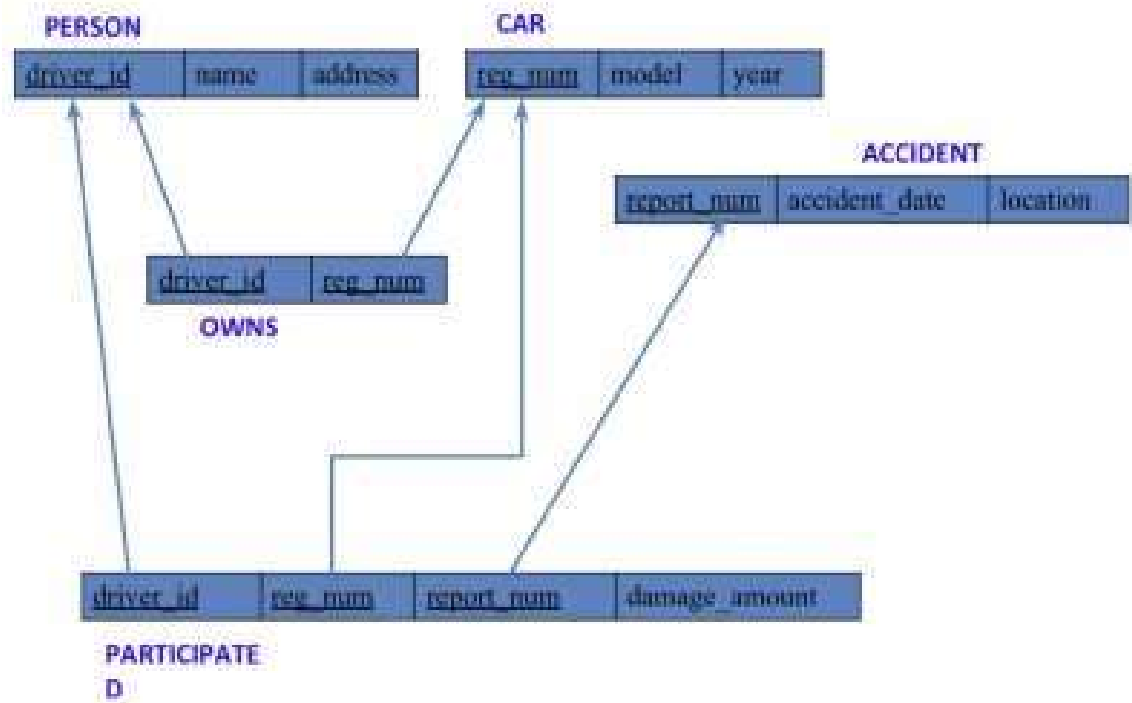 PERSON
driver_id name address
CAR
reg_num model year
ACCIDENT
report_num accident_date location
driver_id reg_num
OWNS
driver_id reg_num report_num damage_amount
PARTICIPATE
D